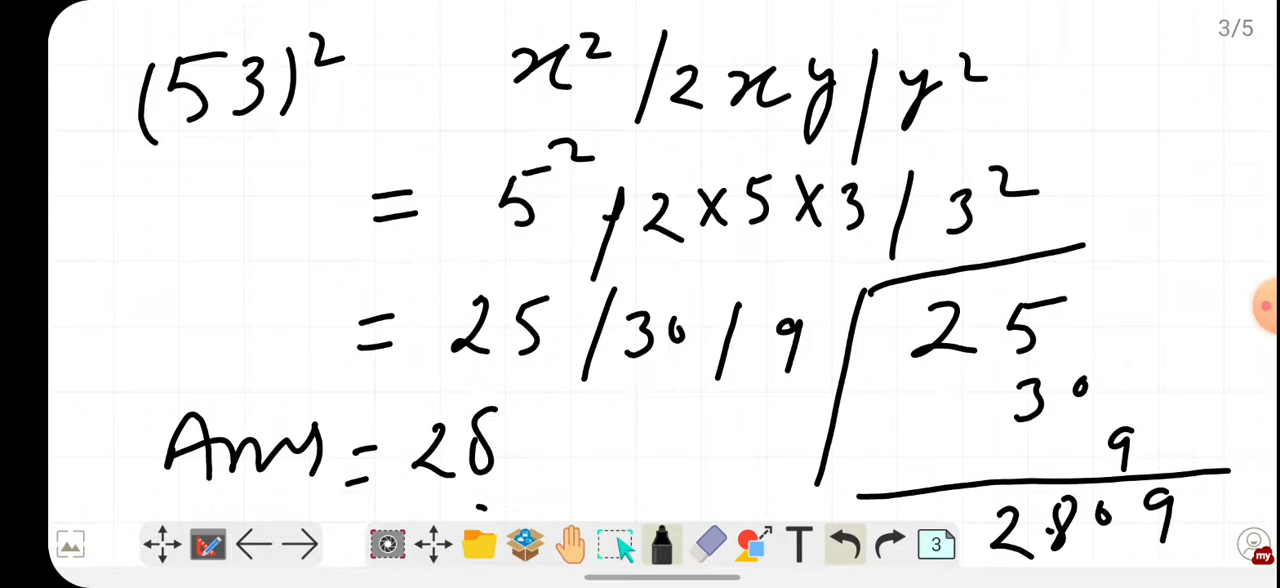 3/5
(53)² x² / 2xy / y²
= 5² / 2 × 5 × 3 / 3²
= 25 / 30 / 9
25
30
9
2809
Ans = 28
3
my